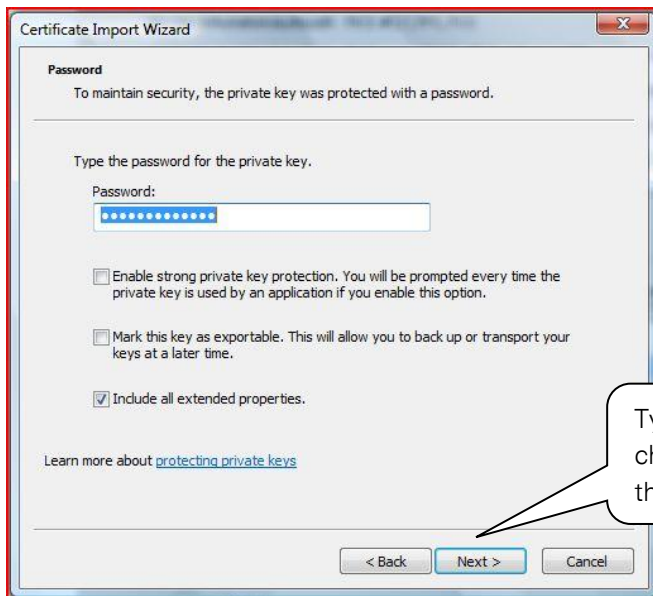 Certificate Import Wizard
Password
To maintain security, the private key was protected with a password.
Type the password for the private key.
Password:
•••••••••••••
Enable strong private key protection. You will be prompted every time the
private key is used by an application if you enable this option.
Mark this key as exportable. This will allow you to back up or transport your
keys at a later time.
Include all extended properties.
Learn more about protecting private keys
< Back
Next >
Cancel